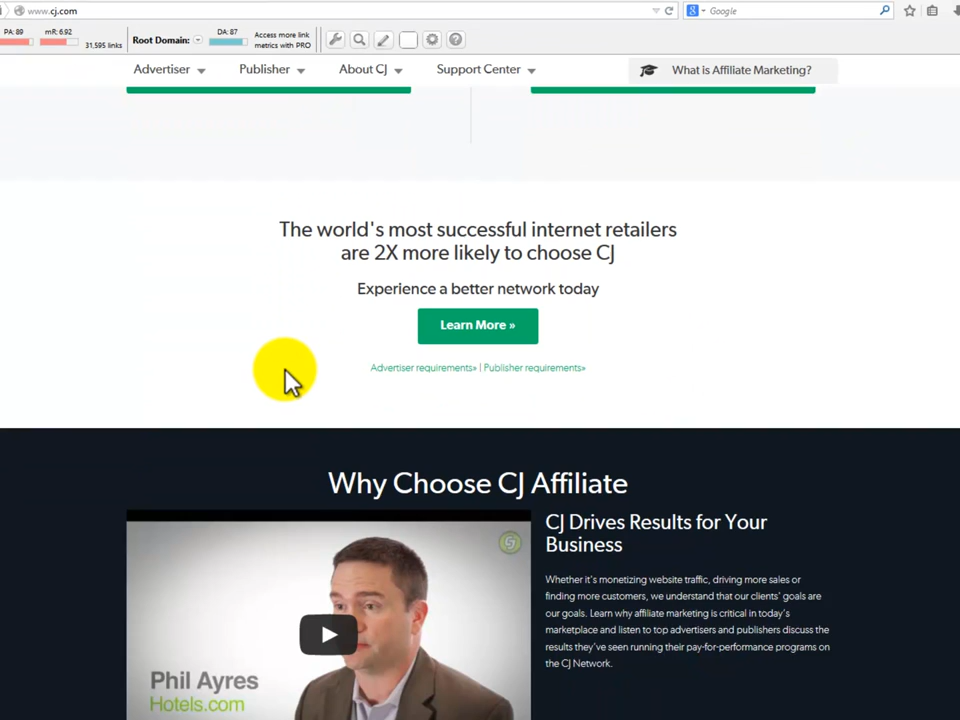 www.cj.com
Google
PA: 89
mR: 6.92
31,595 links
Root Domain:
DA: 87
Access more link
metrics with PRO
Advertiser
Publisher
About CJ
Support Center
What is Affiliate Marketing?
The world's most successful internet retailers
are 2X more likely to choose CJ
Experience a better network today
Learn More »
Advertiser requirements» | Publisher requirements»
Why Choose CJ Affiliate
CJ Drives Results for Your
Business
Whether it's monetizing website traffic, driving more sales or
finding more customers, we understand that our clients' goals are
our goals. Learn why affiliate marketing is critical in today's
marketplace and listen to top advertisers and publishers discuss the
results they've seen running their pay-for-performance programs on
the CJ Network.
Phil Ayres
Hotels.com